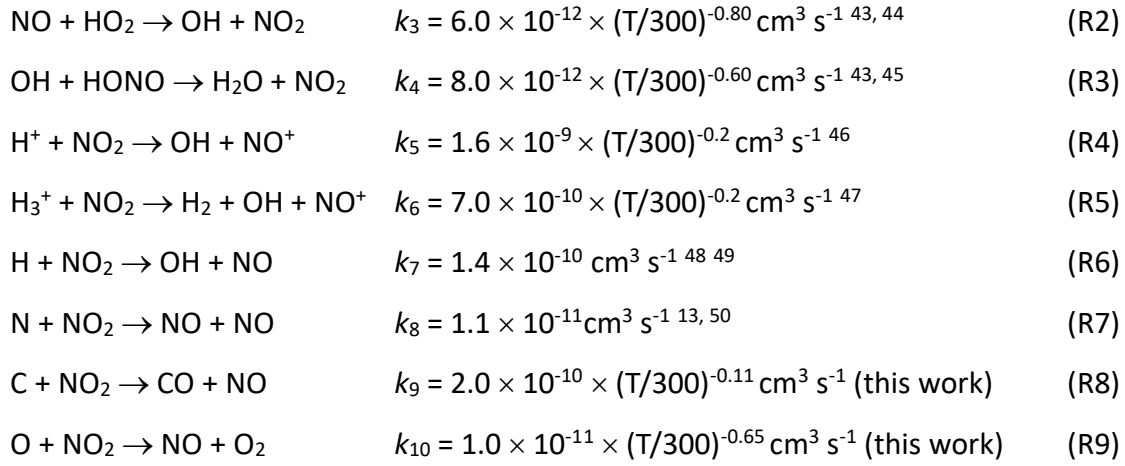 NO + HO₂ → OH + NO₂ k₃ = 6.0 × 10⁻¹² × (T/300)⁻⁰·⁸⁰ cm³ s⁻¹ ⁴³, ⁴⁴ (R2)
OH + HONO → H₂O + NO₂ k₄ = 8.0 × 10⁻¹² × (T/300)⁻⁰·⁶⁰ cm³ s⁻¹ ⁴³, ⁴⁵ (R3)
H⁺ + NO₂ → OH + NO⁺ k₅ = 1.6 × 10⁻⁹ × (T/300)⁻⁰·² cm³ s⁻¹ ⁴⁶ (R4)
H₃⁺ + NO₂ → H₂ + OH + NO⁺ k₆ = 7.0 × 10⁻¹⁰ × (T/300)⁻⁰·² cm³ s⁻¹ ⁴⁷ (R5)
H + NO₂ → OH + NO k₇ = 1.4 × 10⁻¹⁰ cm³ s⁻¹ ⁴⁸ ⁴⁹ (R6)
N + NO₂ → NO + NO k₈ = 1.1 × 10⁻¹¹cm³ s⁻¹ ¹³, ⁵⁰ (R7)
C + NO₂ → CO + NO k₉ = 2.0 × 10⁻¹⁰ × (T/300)⁻⁰·¹¹ cm³ s⁻¹ (this work) (R8)
O + NO₂ → NO + O₂ k₁₀ = 1.0 × 10⁻¹¹ × (T/300)⁻⁰·⁶⁵ cm³ s⁻¹ (this work) (R9)